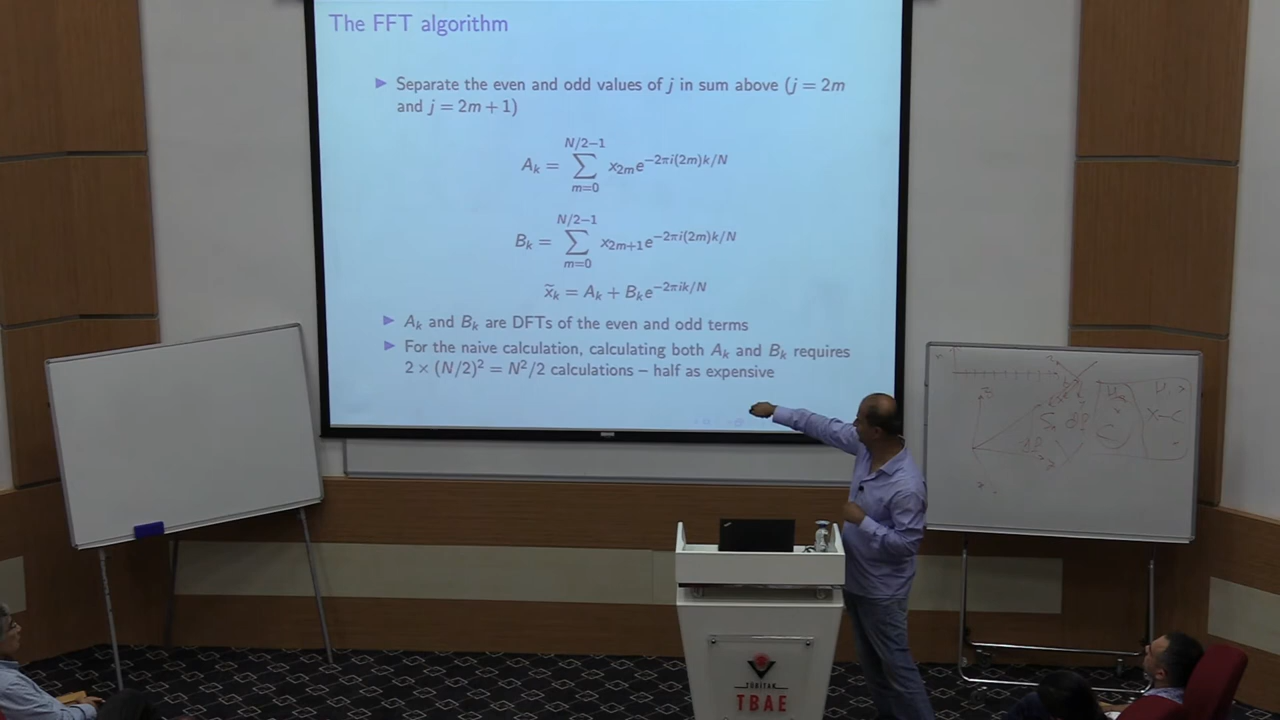 The FFT algorithm
Separate the even and odd values of j in sum above (j = 2m
and j = 2m + 1)
A_k = \sum_{m=0}^{N/2−1} x_{2m} e^{−2πi(2m)k/N}
B_k = \sum_{m=0}^{N/2−1} x_{2m+1} e^{−2πi(2m)k/N}
x̃_k = A_k + B_k e^{−2πik/N}
A_k and B_k are DFTs of the even and odd terms
For the naive calculation, calculating both A_k and B_k requires
2 × (N/2)^2 = N^2/2 calculations – half as expensive
TÜBİTAK
TBAE